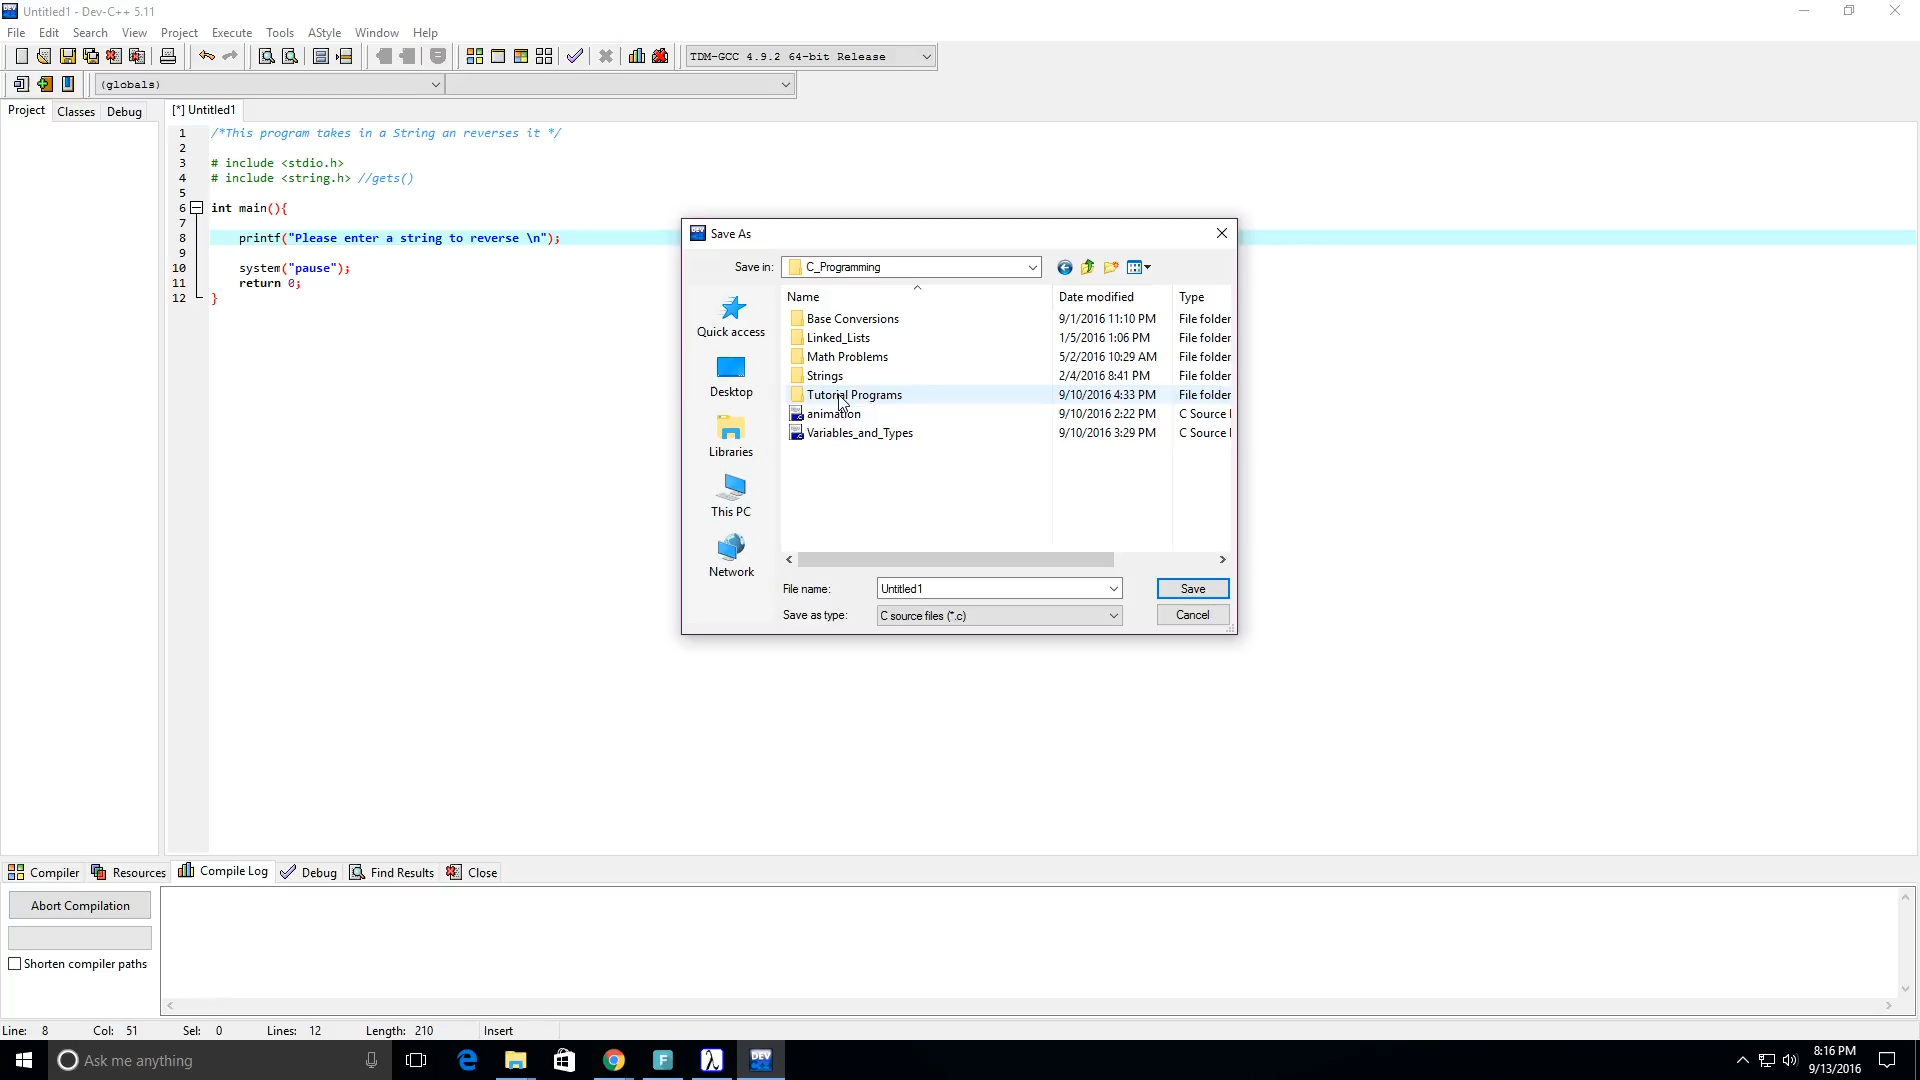 Untitled1 - Dev-C++ 5.11
File Edit Search View Project Execute Tools AStyle Window Help
TDM-GCC 4.9.2 64-bit Release
(globals)
Project Classes Debug [*] Untitled1
1 /*This program takes in a String an reverses it */
2
3 # include <stdio.h>
4 # include <string.h> //gets()
5
6 int main(){
7
8 printf("Please enter a string to reverse \n");
9
10 system("pause");
11 return 0;
12 }
Save As
Save in: C_Programming
Quick access
Desktop
Libraries
This PC
Network
Name Date modified Type
Base Conversions 9/1/2016 11:10 PM File folder
Linked_Lists 1/5/2016 1:06 PM File folder
Math Problems 5/2/2016 10:29 AM File folder
Strings 2/4/2016 8:41 PM File folder
Tutorial Programs 9/10/2016 4:33 PM File folder
animation 9/10/2016 2:22 PM C Source
Variables_and_Types 9/10/2016 3:29 PM C Source
File name: Untitled1 Save
Save as type: C source files (*.c) Cancel
Compiler Resources Compile Log Debug Find Results Close
Abort Compilation
Shorten compiler paths
Line: 8 Col: 51 Sel: 0 Lines: 12 Length: 210 Insert
Ask me anything
F
λ
DEV
8:16 PM
9/13/2016